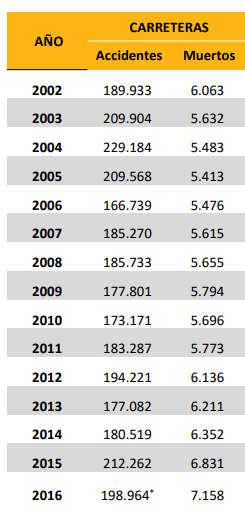 AÑO CARRETERAS
Accidentes Muertos
2002 189.933 6.063
2003 209.904 5.632
2004 229.184 5.483
2005 209.568 5.413
2006 166.739 5.476
2007 185.270 5.615
2008 185.733 5.655
2009 177.801 5.794
2010 173.171 5.696
2011 183.287 5.773
2012 194.221 6.136
2013 177.082 6.211
2014 180.519 6.352
2015 212.262 6.831
2016 198.964* 7.158